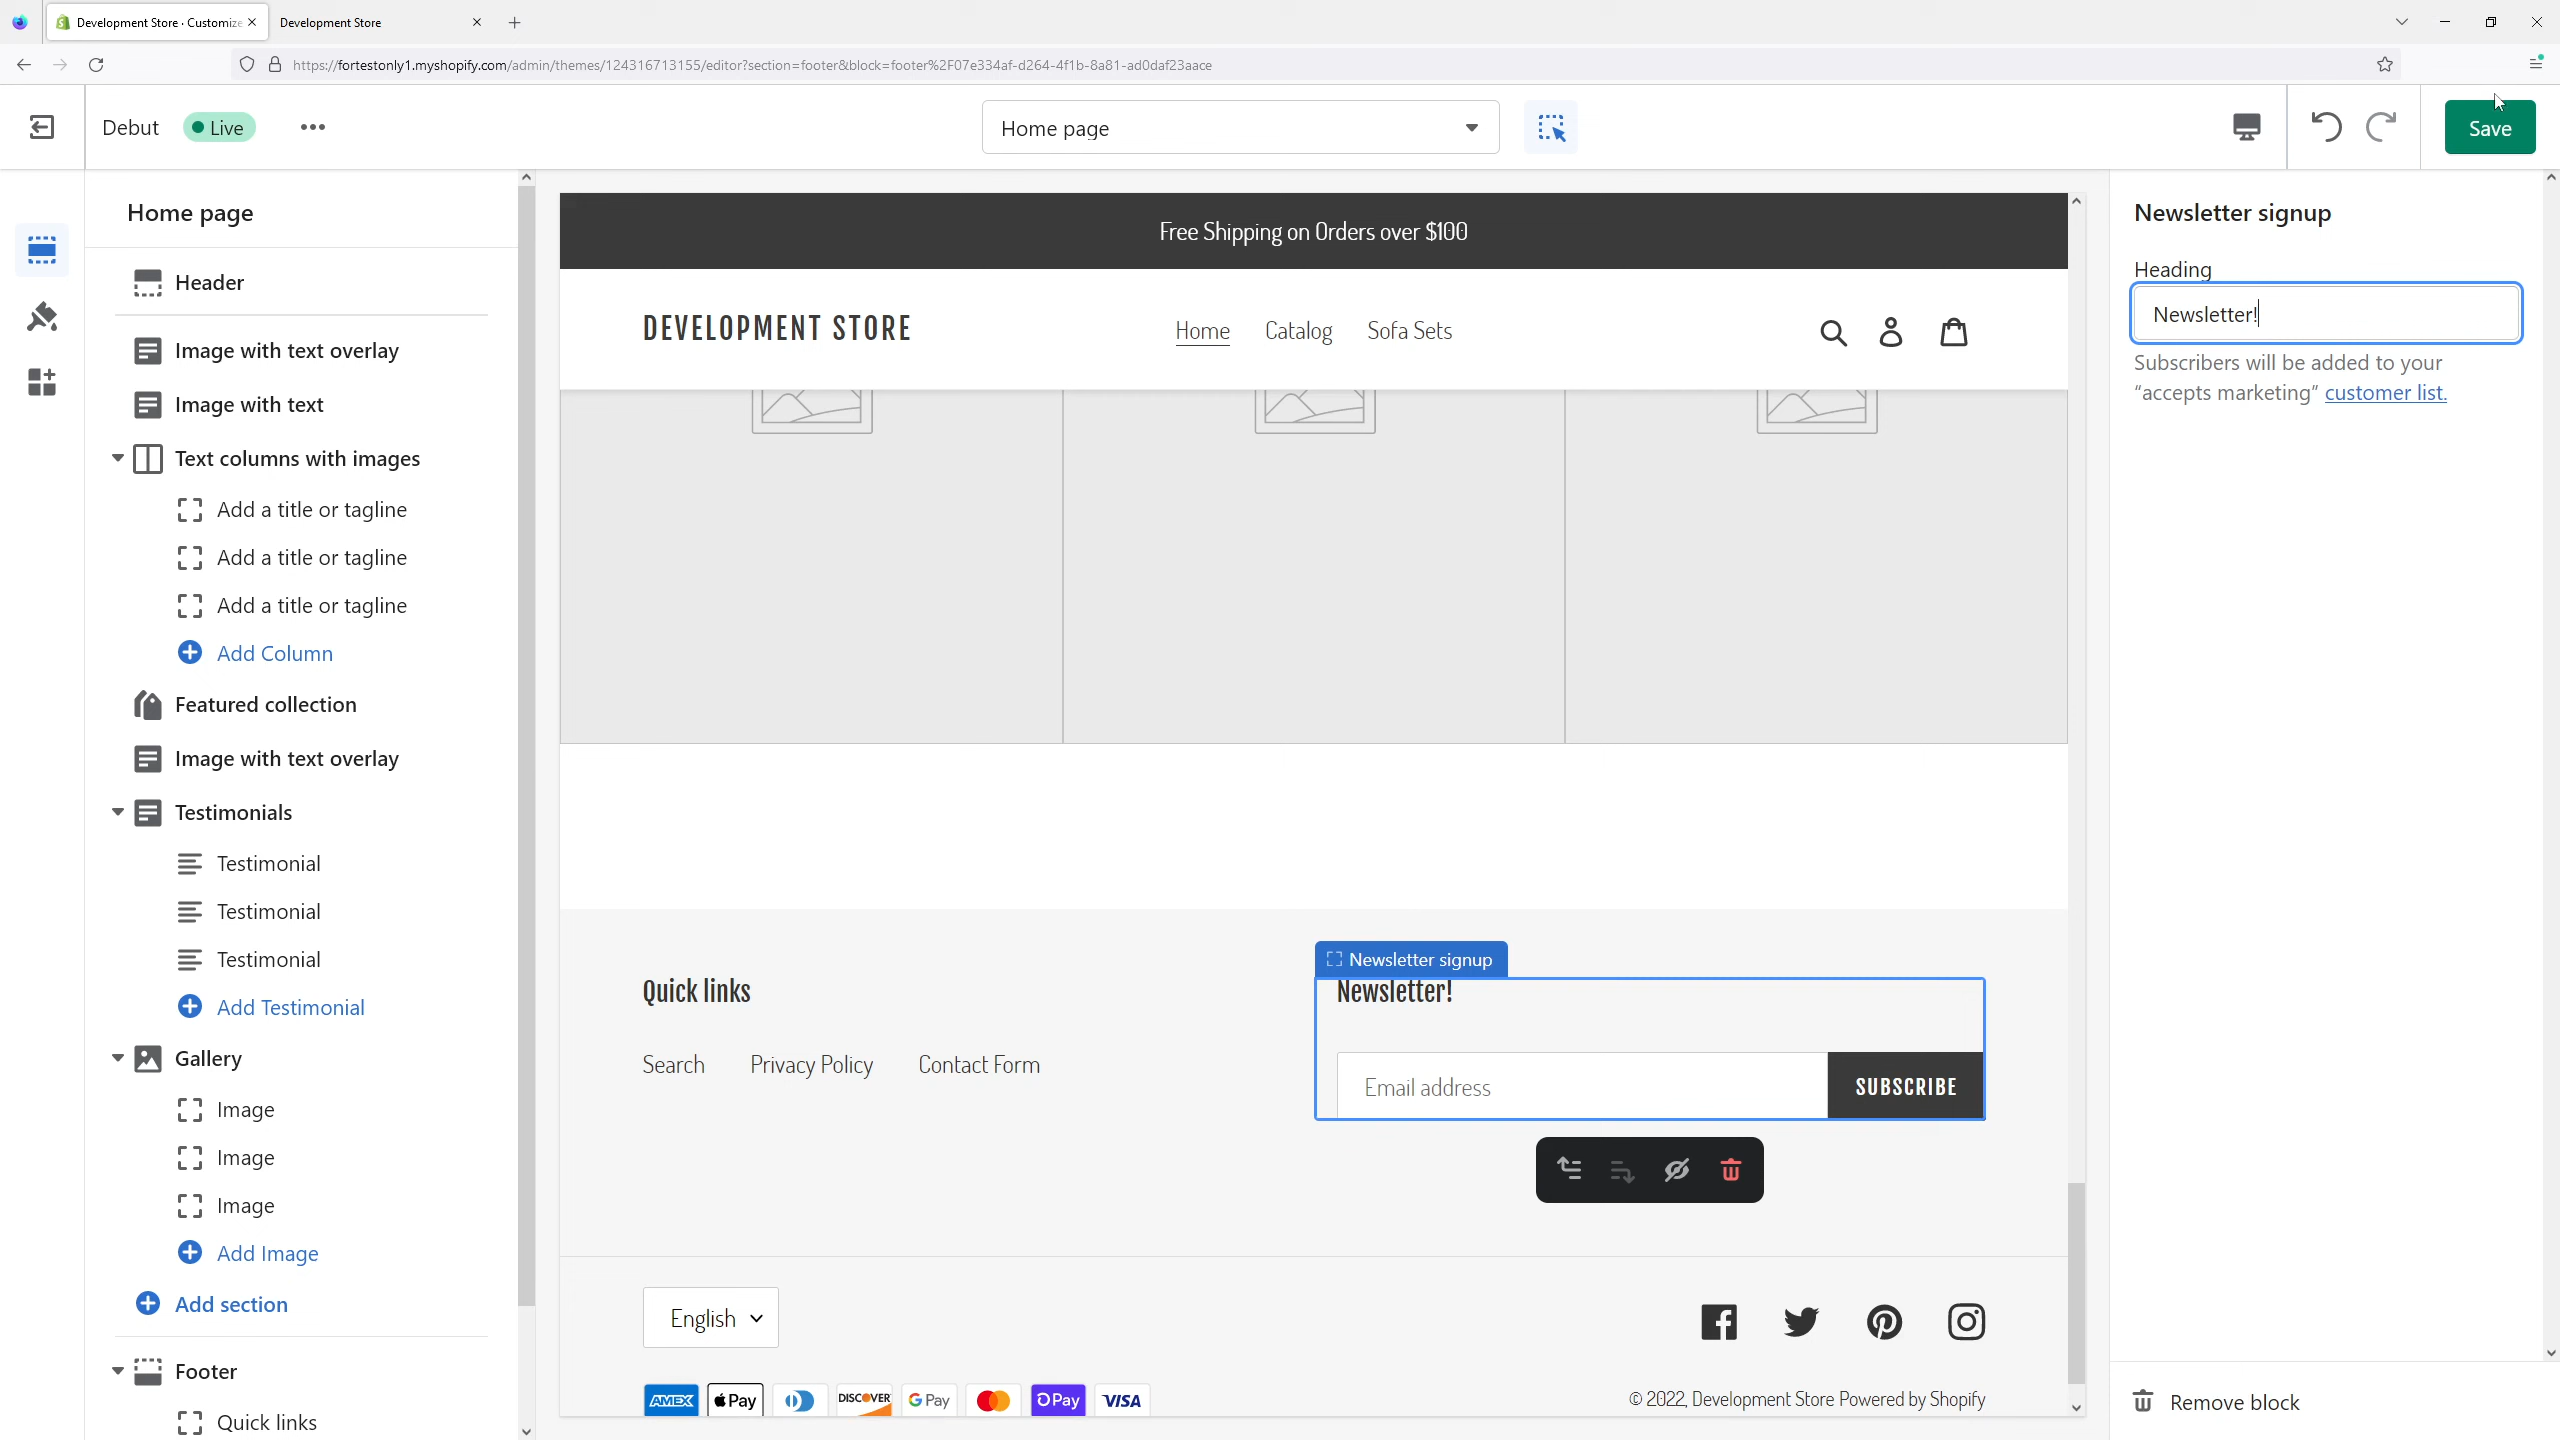 Development Store · Customize
Development Store
https://fortestonly1.myshopify.com/admin/themes/124316713155/editor?section=footer&block=footer%2F07e334af-d264-4f1b-8a81-ad0daf23aace
Debut
Live
Home page
Save
Home page
Header
Image with text overlay
Image with text
Text columns with images
Add a title or tagline
Add a title or tagline
Add a title or tagline
Add Column
Featured collection
Image with text overlay
Testimonials
Testimonial
Testimonial
Testimonial
Add Testimonial
Gallery
Image
Image
Image
Add Image
Add section
Footer
Quick links
Free Shipping on Orders over $100
DEVELOPMENT STORE
Home
Catalog
Sofa Sets
Quick links
Search
Privacy Policy
Contact Form
Newsletter signup
Newsletter!
Email address
SUBSCRIBE
English
AMEX
Pay
DISCOVER
G Pay
Pay
VISA
© 2022, Development Store Powered by Shopify
Newsletter signup
Heading
Newsletter!
Subscribers will be added to your
“accepts marketing” customer list.
Remove block